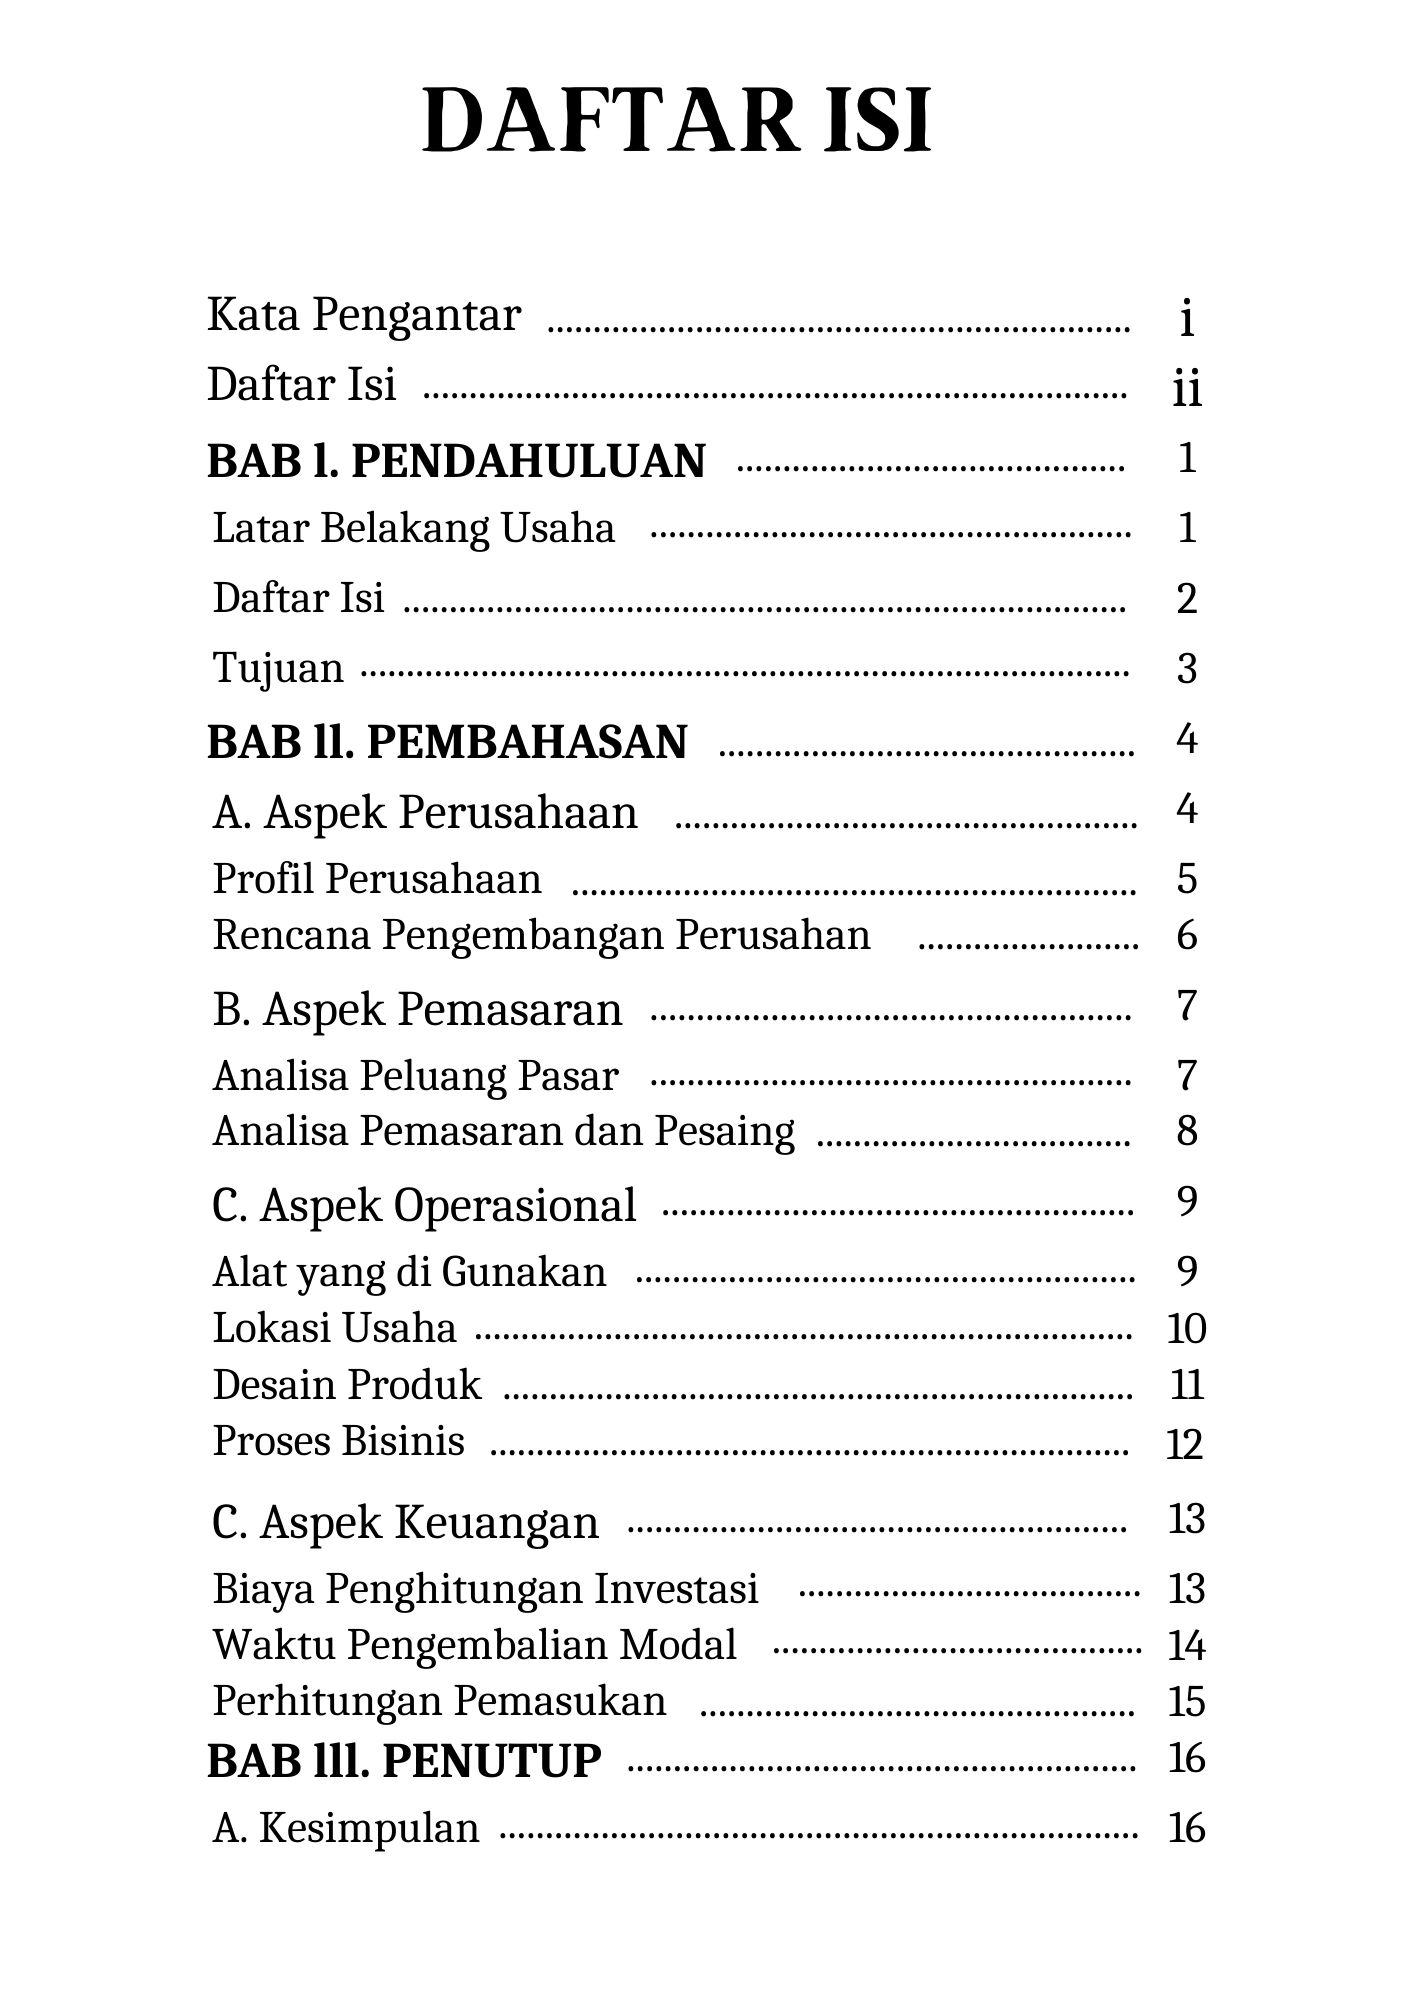 DAFTAR ISI
Kata Pengantar ................................................................ i
Daftar Isi ................................................................ ii
BAB l. PENDAHULUAN ................................................................ 1
Latar Belakang Usaha ................................................................ 1
Daftar Isi ................................................................ 2
Tujuan ................................................................ 3
BAB ll. PEMBAHASAN ................................................................ 4
A. Aspek Perusahaan ................................................................ 4
Profil Perusahaan ................................................................ 5
Rencana Pengembangan Perusahan ........................ 6
B. Aspek Pemasaran ................................................................ 7
Analisa Peluang Pasar ................................................................ 7
Analisa Pemasaran dan Pesaing .................................. 8
C. Aspek Operasional ................................................................ 9
Alat yang di Gunakan ................................................................ 9
Lokasi Usaha ................................................................ 10
Desain Produk ................................................................ 11
Proses Bisinis ................................................................ 12
C. Aspek Keuangan ................................................................ 13
Biaya Penghitungan Investasi ..................................... 13
Waktu Pengembalian Modal ........................................ 14
Perhitungan Pemasukan ............................................... 15
BAB lll. PENUTUP ................................................................ 16
A. Kesimpulan ................................................................ 16